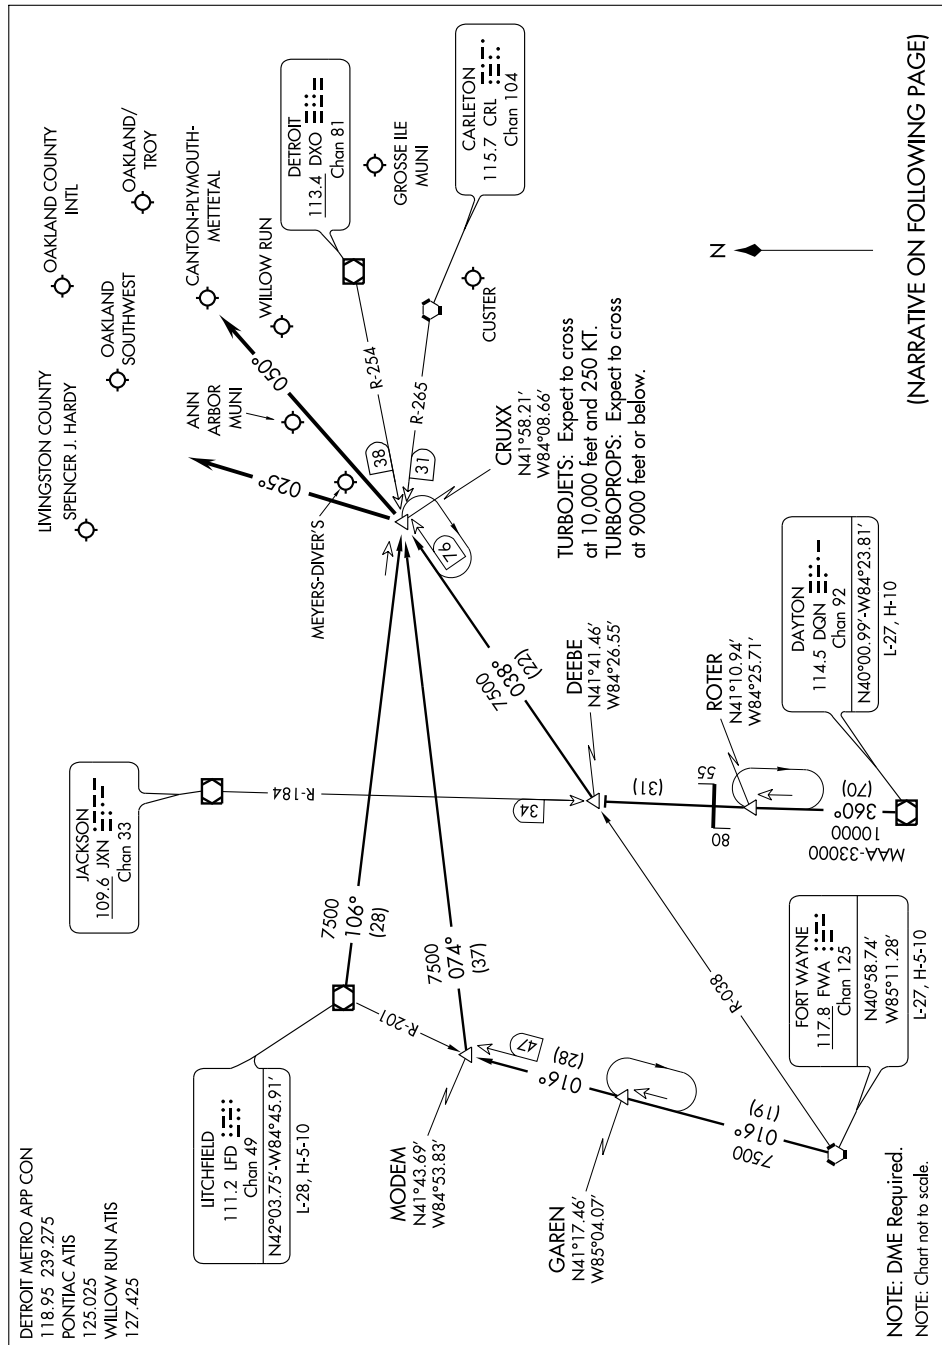 DETROIT METRO APP CON
118.95 239.275
PONTIAC ATIS
125.025
WILLOW RUN ATIS
127.425
LIVINGSTON COUNTY
SPENCER J. HARDY
OAKLAND COUNTY
INTL
OAKLAND
SOUTHWEST
OAKLAND/
TROY
CANTON-PLYMOUTH-
METTETAL
ANN
ARBOR
MUNI
WILLOW RUN
MEYERS-DIVER'S
025°
050°
DETROIT
113.4 DXO
Chan 81
GROSSE ILE
MUNI
CARLETON
115.7 CRL
Chan 104
CUSTER
R-254
38
R-265
31
CRUXX
N41°58.21'
W84°08.66'
TURBOJETS: Expect to cross
at 10,000 feet and 250 KT.
TURBOPROPS: Expect to cross
at 9000 feet or below.
76
JACKSON
109.6 JXN
Chan 33
R-184
34
LITCHFIELD
111.2 LFD
Chan 49
N42°03.75'-W84°45.91'
L-28, H-5-10
7500
106°
(28)
R-201
7500
074°
(37)
MODEM
N41°43.69'
W84°53.83'
47
(28)
016°
GAREN
N41°17.46'
W85°04.07'
(19)
016°
7500
7500
038°
(22)
DEEBE
N41°41.46'
W84°26.55'
(31)
55
80
ROTER
N41°10.94'
W84°25.71'
(70)
360°
10000
MAA-33000
DAYTON
114.5 DQN
Chan 92
N40°00.99'-W84°23.81'
L-27, H-10
R-038
FORT WAYNE
117.8 FWA
Chan 125
N40°58.74'
W85°11.28'
L-27, H-5-10
N
NOTE: DME Required.
NOTE: Chart not to scale.
(NARRATIVE ON FOLLOWING PAGE)